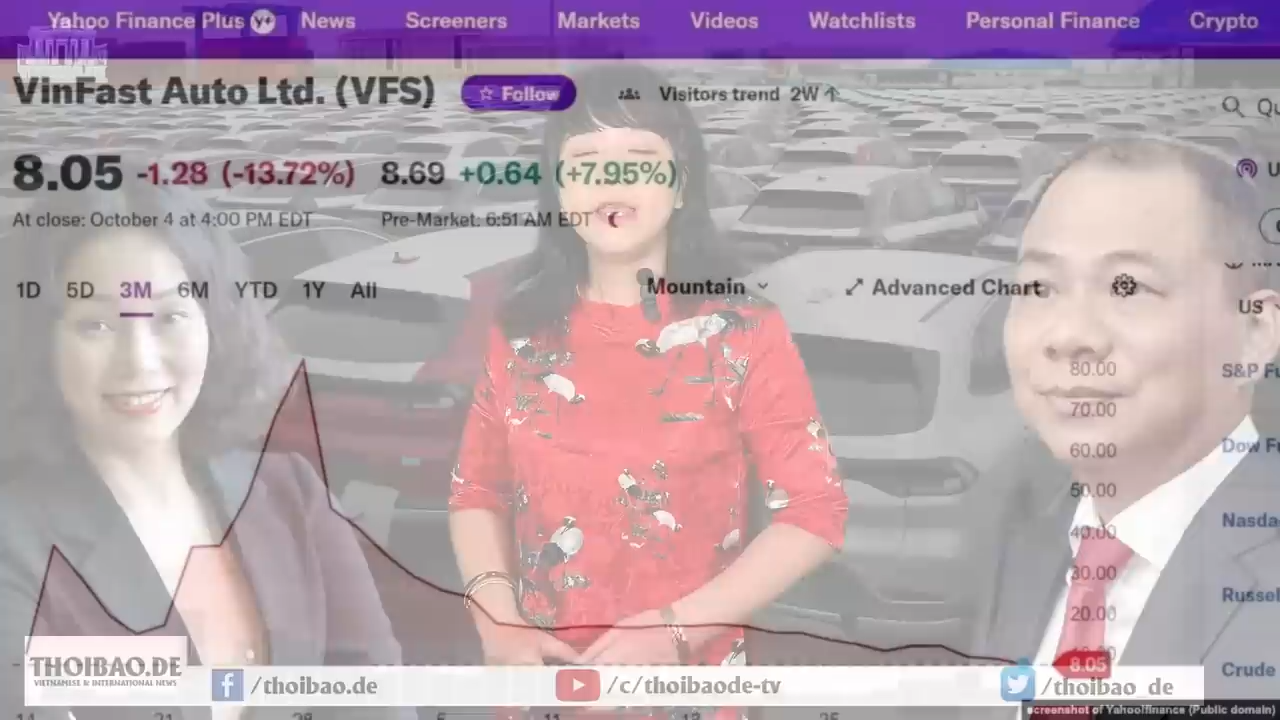 Yahoo Finance Plus Y+ News Screeners Markets Videos Watchlists Personal Finance Crypto
VinFast Auto Ltd. (VFS) ☆ Follow Visitors trend 2W ↑
8.05 -1.28 (-13.72%) 8.69 +0.64 (+7.95%)
At close: October 4 at 4:00 PM EDT Pre-Market: 6:51 AM EDT
1D 5D 3M 6M YTD 1Y All Mountain Advanced Chart
US
80.00
S&P Fu
70.00
60.00
Dow F
50.00
Nasda
40.00
30.00
Russel
20.00
8.05
Crude
THOIBAO.DE
VIETNAMESE & INTERNATIONAL NEWS
/thoibao.de
/c/thoibaode-tv
/thoibao_de
screenshot of Yahoo!finance (Public domain)